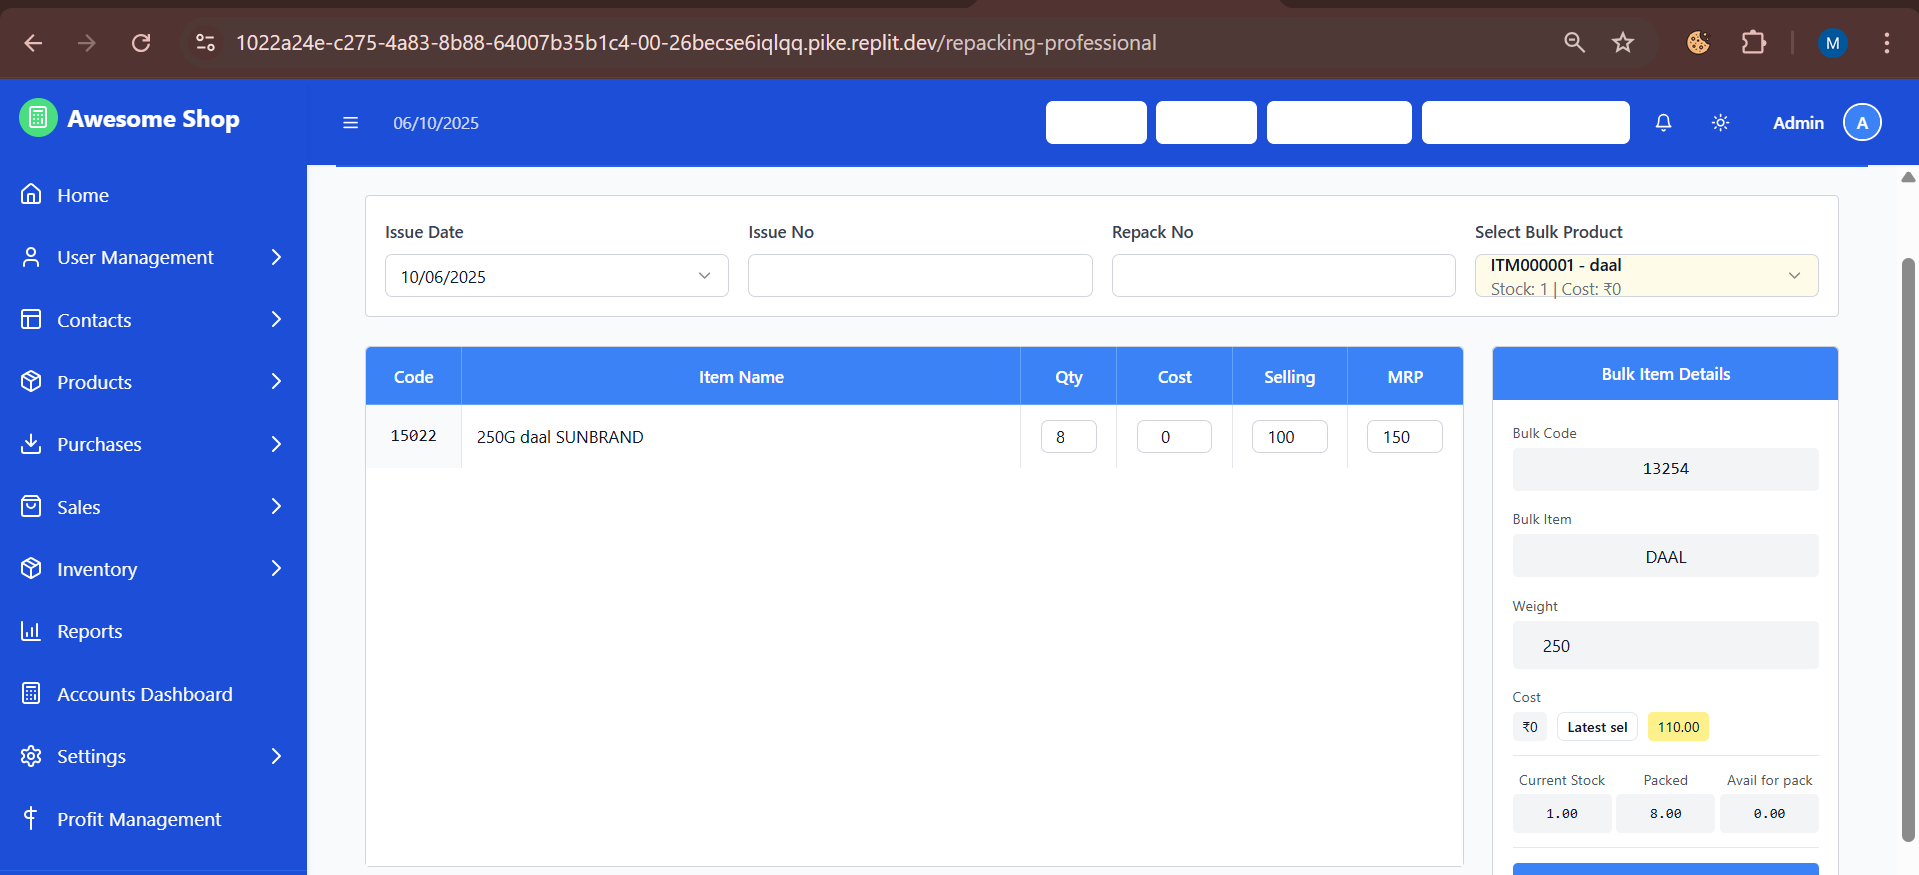 1022a24e-c275-4a83-8b88-64007b35b1c4-00-26becse6iqlqq.pike.replit.dev/repacking-professional
M
Awesome Shop
06/10/2025
Admin
A
Home
User Management
Contacts
Products
Purchases
Sales
Inventory
Reports
Accounts Dashboard
Settings
Profit Management
Issue Date
Issue No
Repack No
Select Bulk Product
10/06/2025
ITM000001 - daal
Stock: 1 | Cost: ₹0
Code Item Name Qty Cost Selling MRP
15022 250G daal SUNBRAND 8 0 100 150
Bulk Item Details
Bulk Code
13254
Bulk Item
DAAL
Weight
250
Cost
₹0 Latest sel 110.00
Current Stock Packed Avail for pack
1.00 8.00 0.00